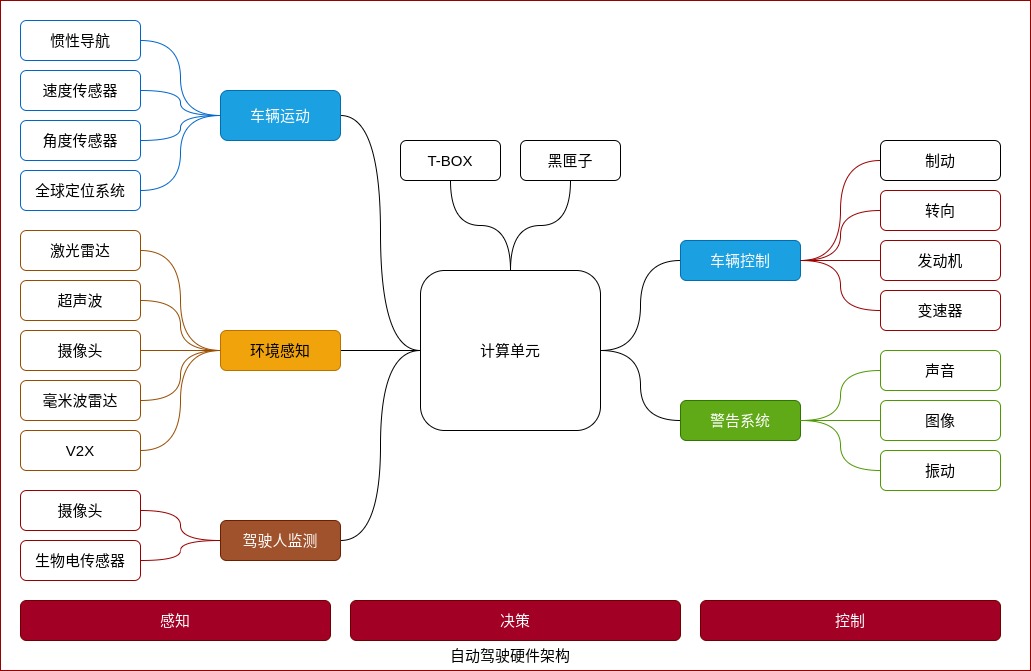 惯性导航
速度传感器
角度传感器
全球定位系统
车辆运动
激光雷达
超声波
摄像头
毫米波雷达
V2X
环境感知
摄像头
生物电传感器
驾驶人监测
T-BOX
黑匣子
计算单元
车辆控制
制动
转向
发动机
变速器
警告系统
声音
图像
振动
感知
决策
控制
自动驾驶硬件架构